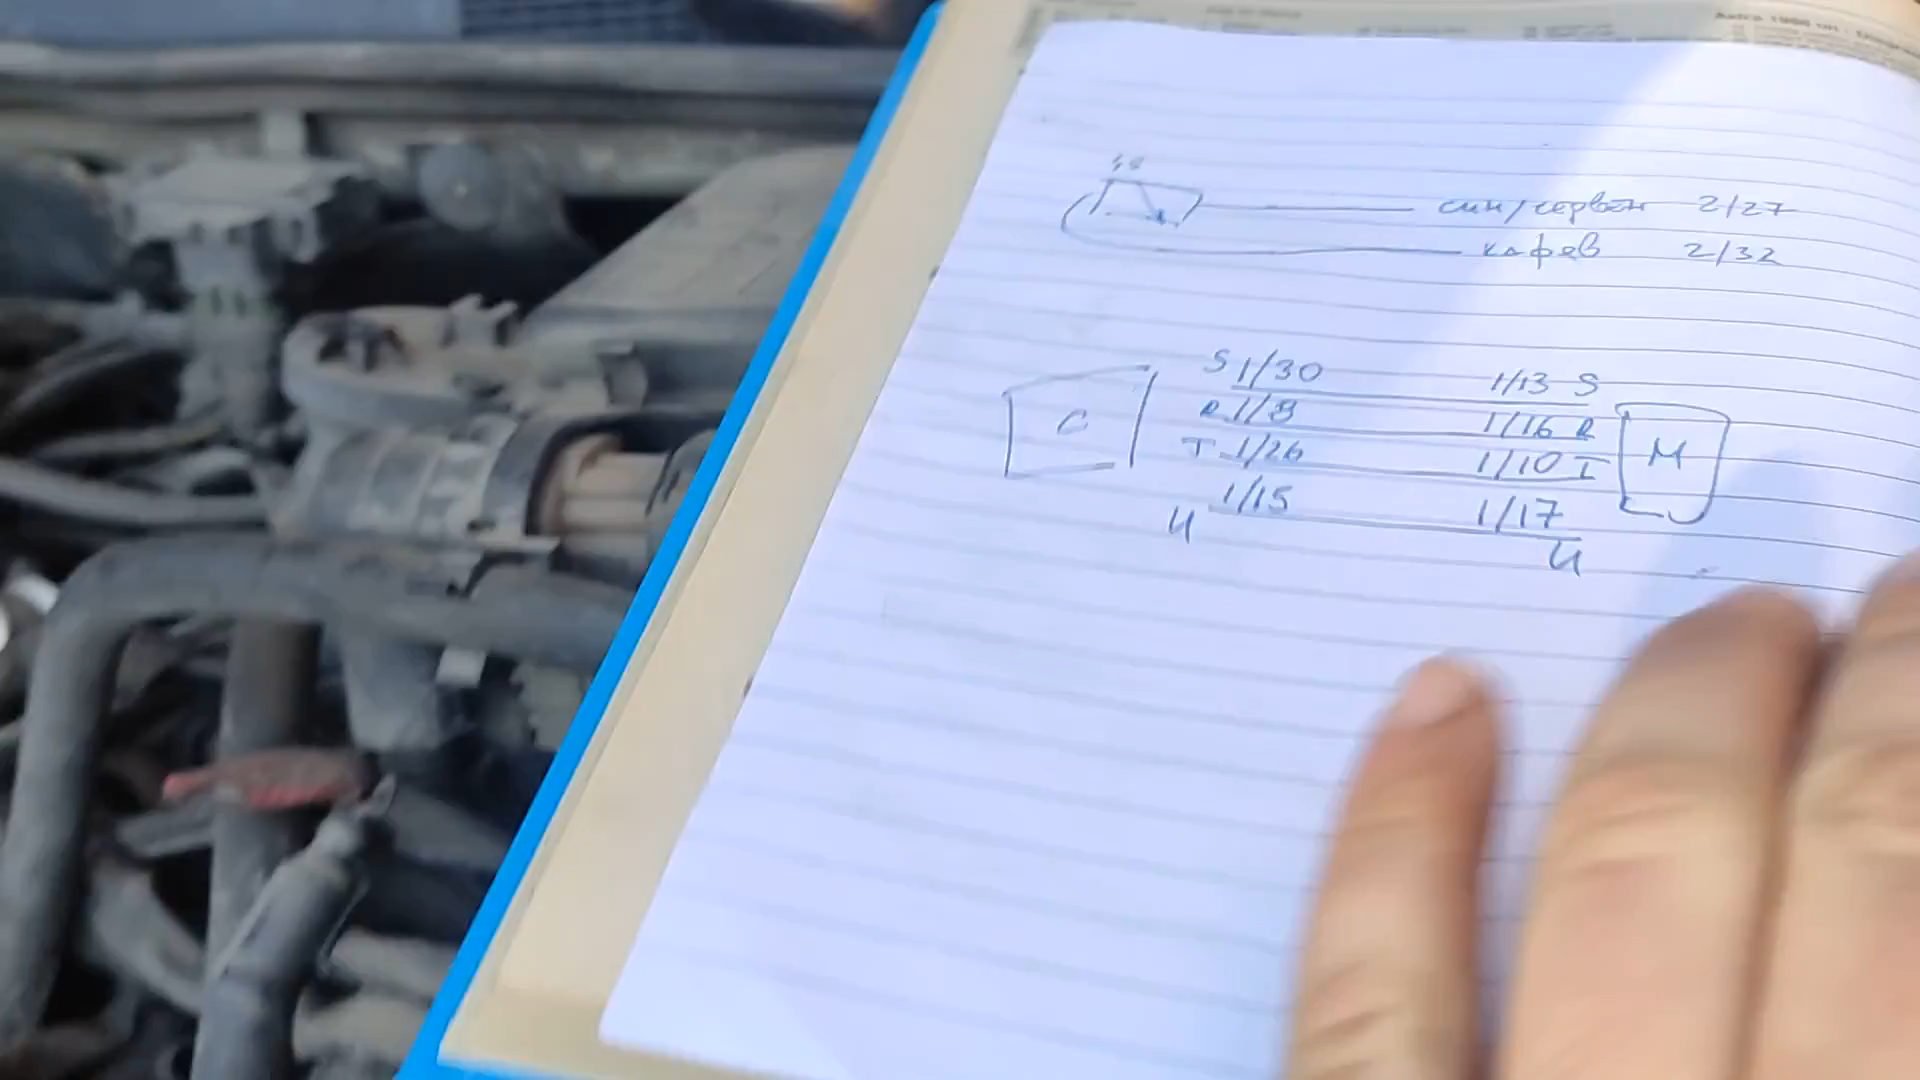 син/червен 2/27
кафяв 2/32
S 1/30 1/13 S
R 1/8 1/16 R
C
T 1/26 1/10 T
M
1/15 1/17
Ч Ч